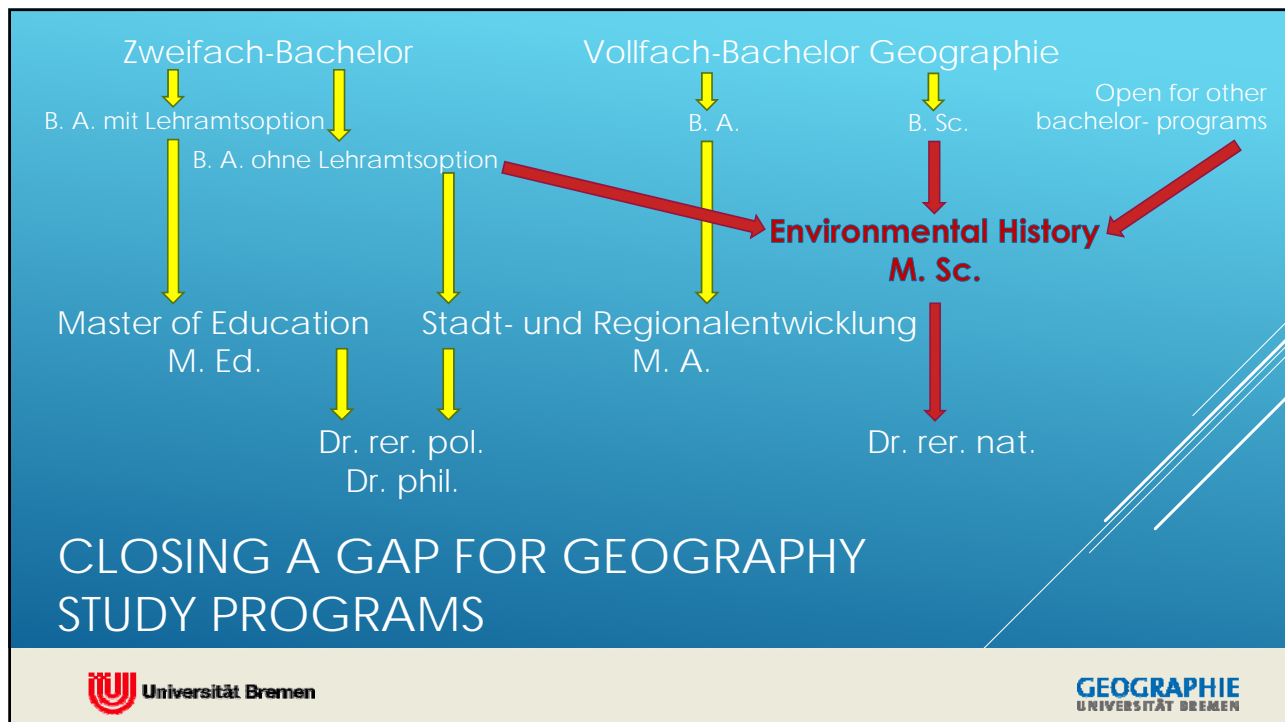 Zweifach-Bachelor
Vollfach-Bachelor Geographie
B. A. mit Lehramtsoption
B. A. ohne Lehramtsoption
B. A.
B. Sc.
Open for other
bachelor- programs
Environmental History
M. Sc.
Master of Education
M. Ed.
Stadt- und Regionalentwicklung
M. A.
Dr. rer. pol.
Dr. phil.
Dr. rer. nat.
CLOSING A GAP FOR GEOGRAPHY
STUDY PROGRAMS
Universität Bremen
GEOGRAPHIE
UNIVERSITÄT BREMEN